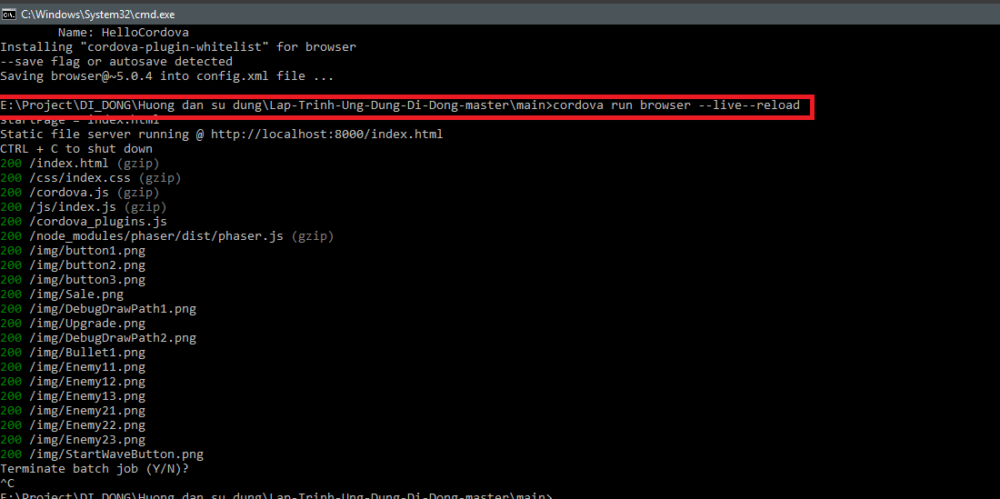 C:\Windows\System32\cmd.exe
Name: HelloCordova
Installing "cordova-plugin-whitelist" for browser
--save flag or autosave detected
Saving browser@~5.0.4 into config.xml file ...
E:\Project\DI_DONG\Huong dan su dung\Lap-Trinh-Ung-Dung-Di-Dong-master\main>cordova run browser --live--reload
startPage = index.html
Static file server running @ http://localhost:8000/index.html
CTRL + C to shut down
200 /index.html (gzip)
200 /css/index.css (gzip)
200 /cordova.js (gzip)
200 /js/index.js (gzip)
200 /cordova_plugins.js
200 /node_modules/phaser/dist/phaser.js (gzip)
200 /img/button1.png
200 /img/button2.png
200 /img/button3.png
200 /img/Sale.png
200 /img/DebugDrawPath1.png
200 /img/Upgrade.png
200 /img/DebugDrawPath2.png
200 /img/Bullet1.png
200 /img/Enemy11.png
200 /img/Enemy12.png
200 /img/Enemy13.png
200 /img/Enemy21.png
200 /img/Enemy22.png
200 /img/Enemy23.png
200 /img/StartWaveButton.png
Terminate batch job (Y/N)?
^C
E:\Project\DI_DONG\Huong dan su dung\Lap-Trinh-Ung-Dung-Di-Dong-master\main>